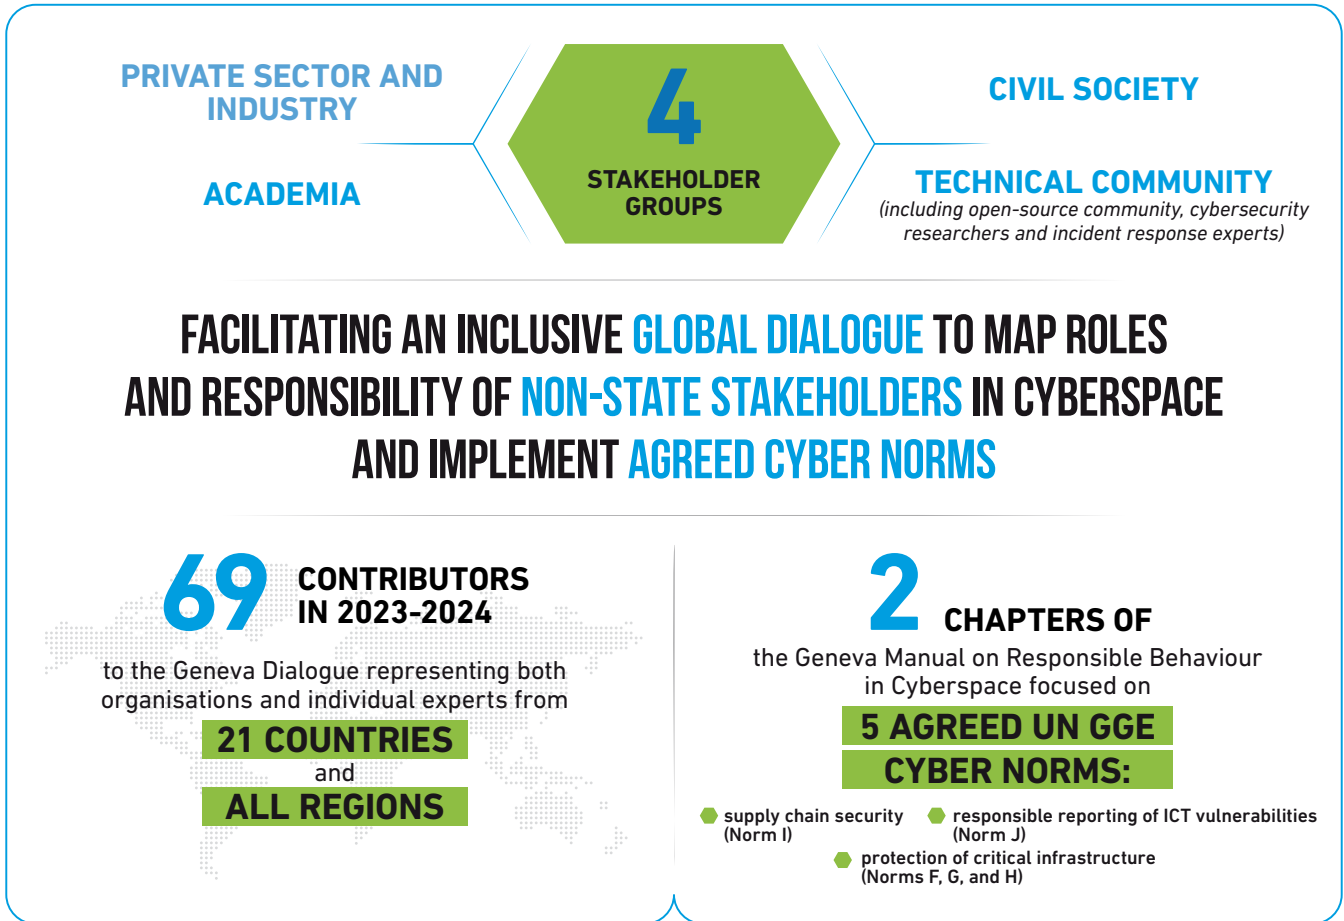 PRIVATE SECTOR AND
INDUSTRY
ACADEMIA
4
STAKEHOLDER
GROUPS
CIVIL SOCIETY
TECHNICAL COMMUNITY
(including open-source community, cybersecurity
researchers and incident response experts)
FACILITATING AN INCLUSIVE GLOBAL DIALOGUE TO MAP ROLES
AND RESPONSIBILITY OF NON-STATE STAKEHOLDERS IN CYBERSPACE
AND IMPLEMENT AGREED CYBER NORMS
69
CONTRIBUTORS
IN 2023-2024
to the Geneva Dialogue representing both
organisations and individual experts from
21 COUNTRIES
and
ALL REGIONS
2 CHAPTERS OF
the Geneva Manual on Responsible Behaviour
in Cyberspace focused on
5 AGREED UN GGE
CYBER NORMS:
supply chain security
(Norm I)
responsible reporting of ICT vulnerabilities
(Norm J)
protection of critical infrastructure
(Norms F, G, and H)